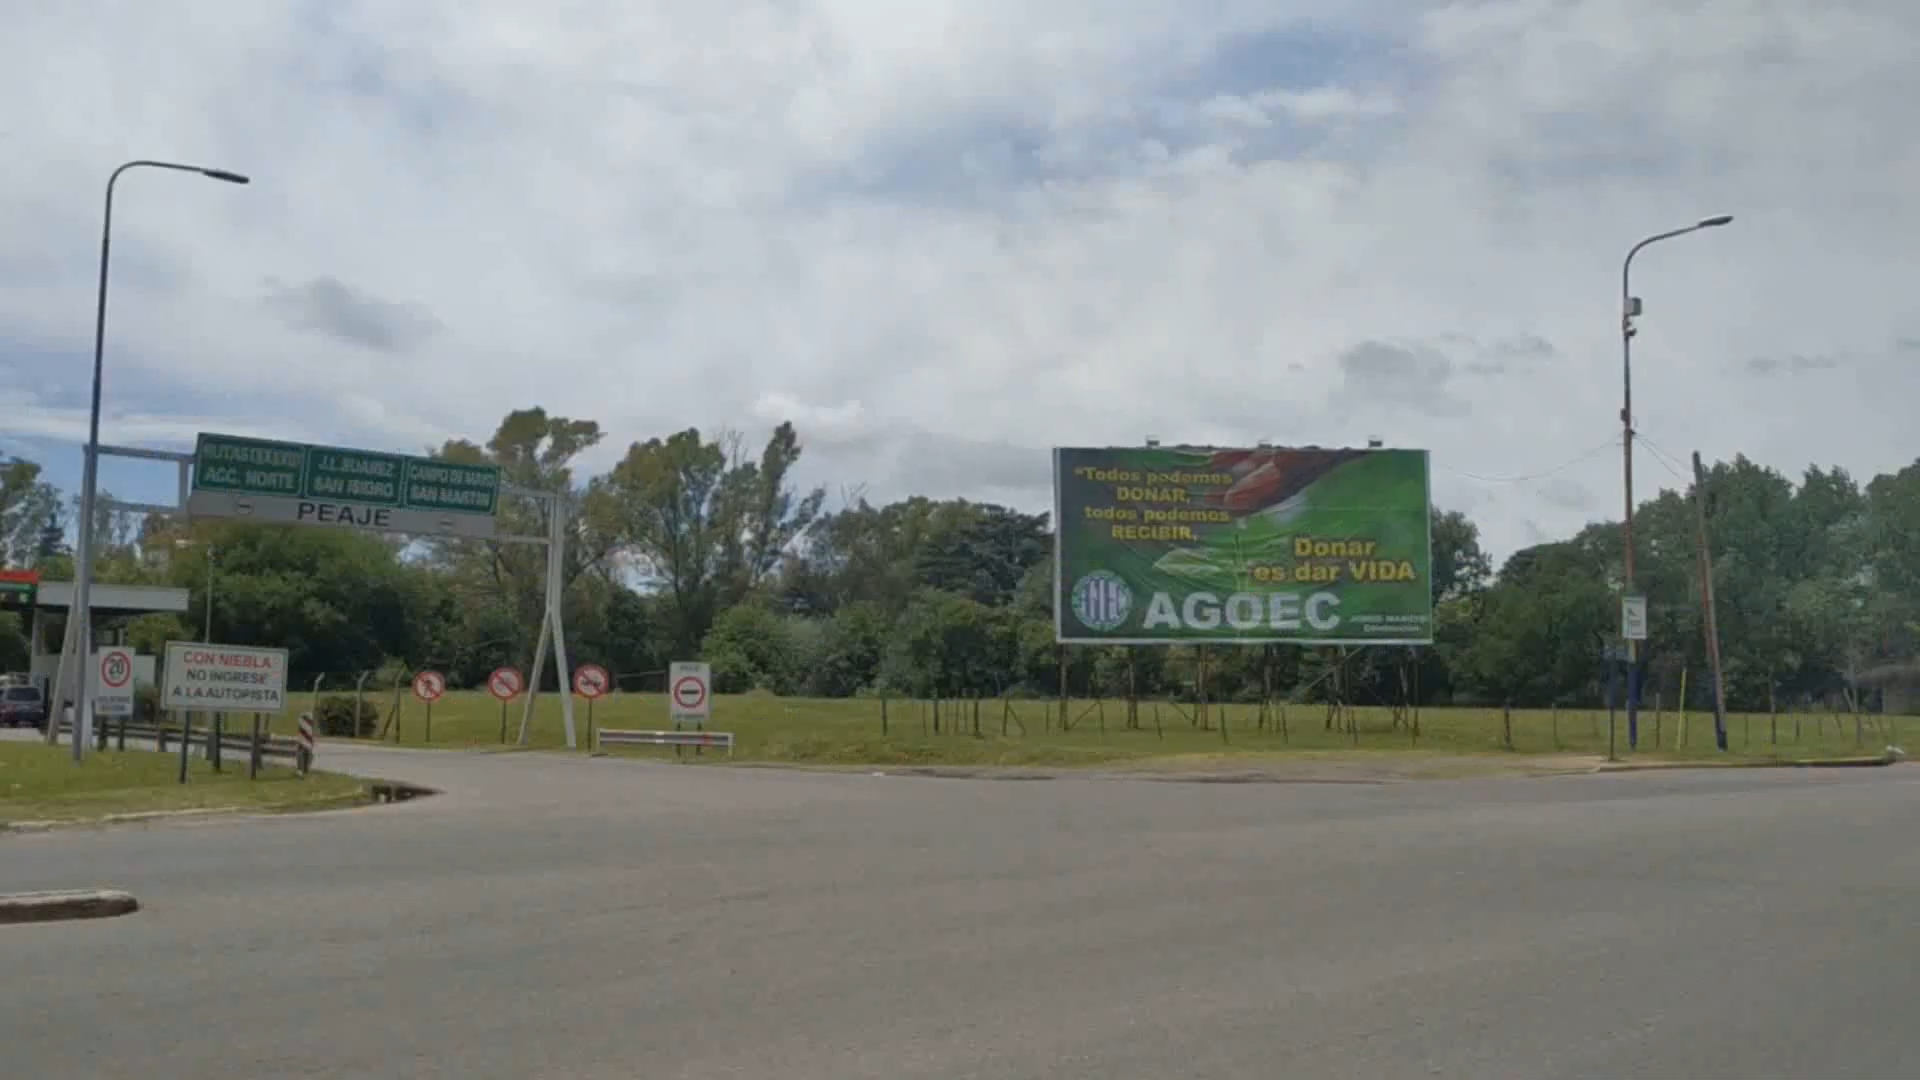 ACC. NORTE
J.L. SUAREZ
SAN ISIDRO
CAMPO DE MAYO
SAN MARTIN
PEAJE
20
CON NIEBLA
NO INGRESE
A LA AUTOPISTA
"Todos podemos
DONAR,
todos podemos
RECIBIR,
Donar
es dar VIDA
AGOEC